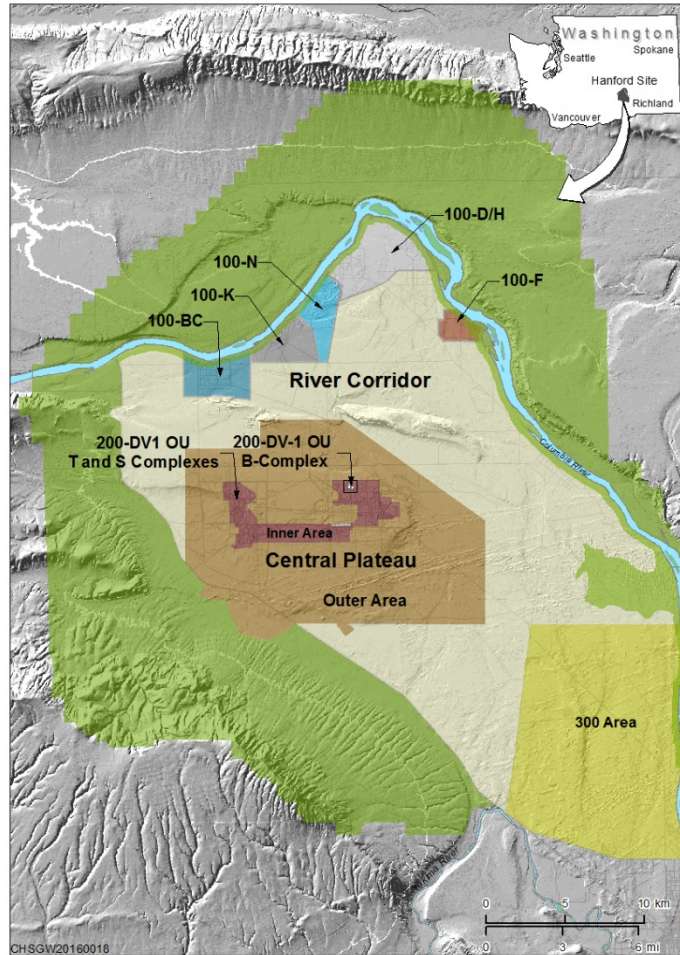 Washington
Spokane
Seattle
Hanford Site
Richland
Vancouver
100-D/H
100-N
100-F
100-K
100-BC
River Corridor
200-DV1 OU
T and S Complexes
200-DV-1 OU
B-Complex
Columbia River
Inner Area
Central Plateau
Outer Area
300 Area
River
0 5 10 km
0 3 6 mi
CHSGW20160018